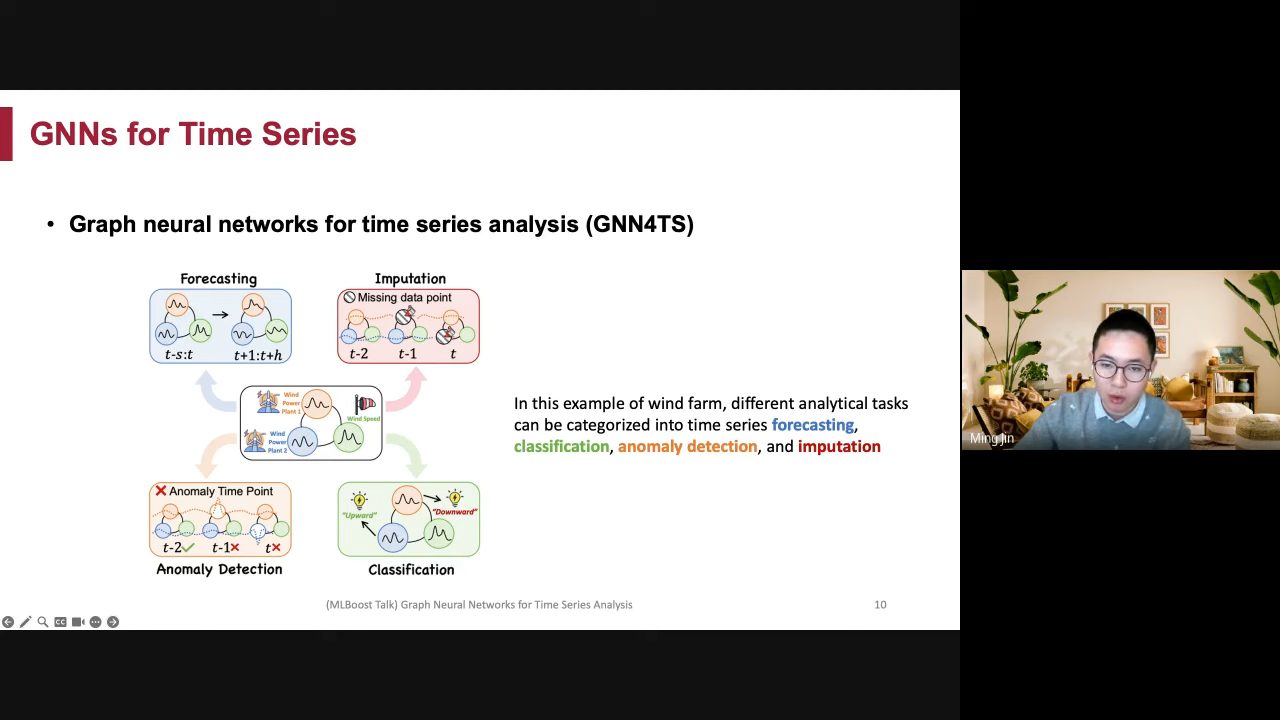 GNNs for Time Series
• Graph neural networks for time series analysis (GNN4TS)
Forecasting
t-s:t
t+1:t+h
Imputation
Missing data point
t-2
t-1
t
Wind
Power
Plant 1
Wind Speed
Wind
Power
Plant 2
In this example of wind farm, different analytical tasks
can be categorized into time series forecasting,
classification, anomaly detection, and imputation
Anomaly Time Point
t-2
t-1
t
Anomaly Detection
"Upward"
"Downward"
Classification
(MLBoost Talk) Graph Neural Networks for Time Series Analysis
10
CC
Ming Jin